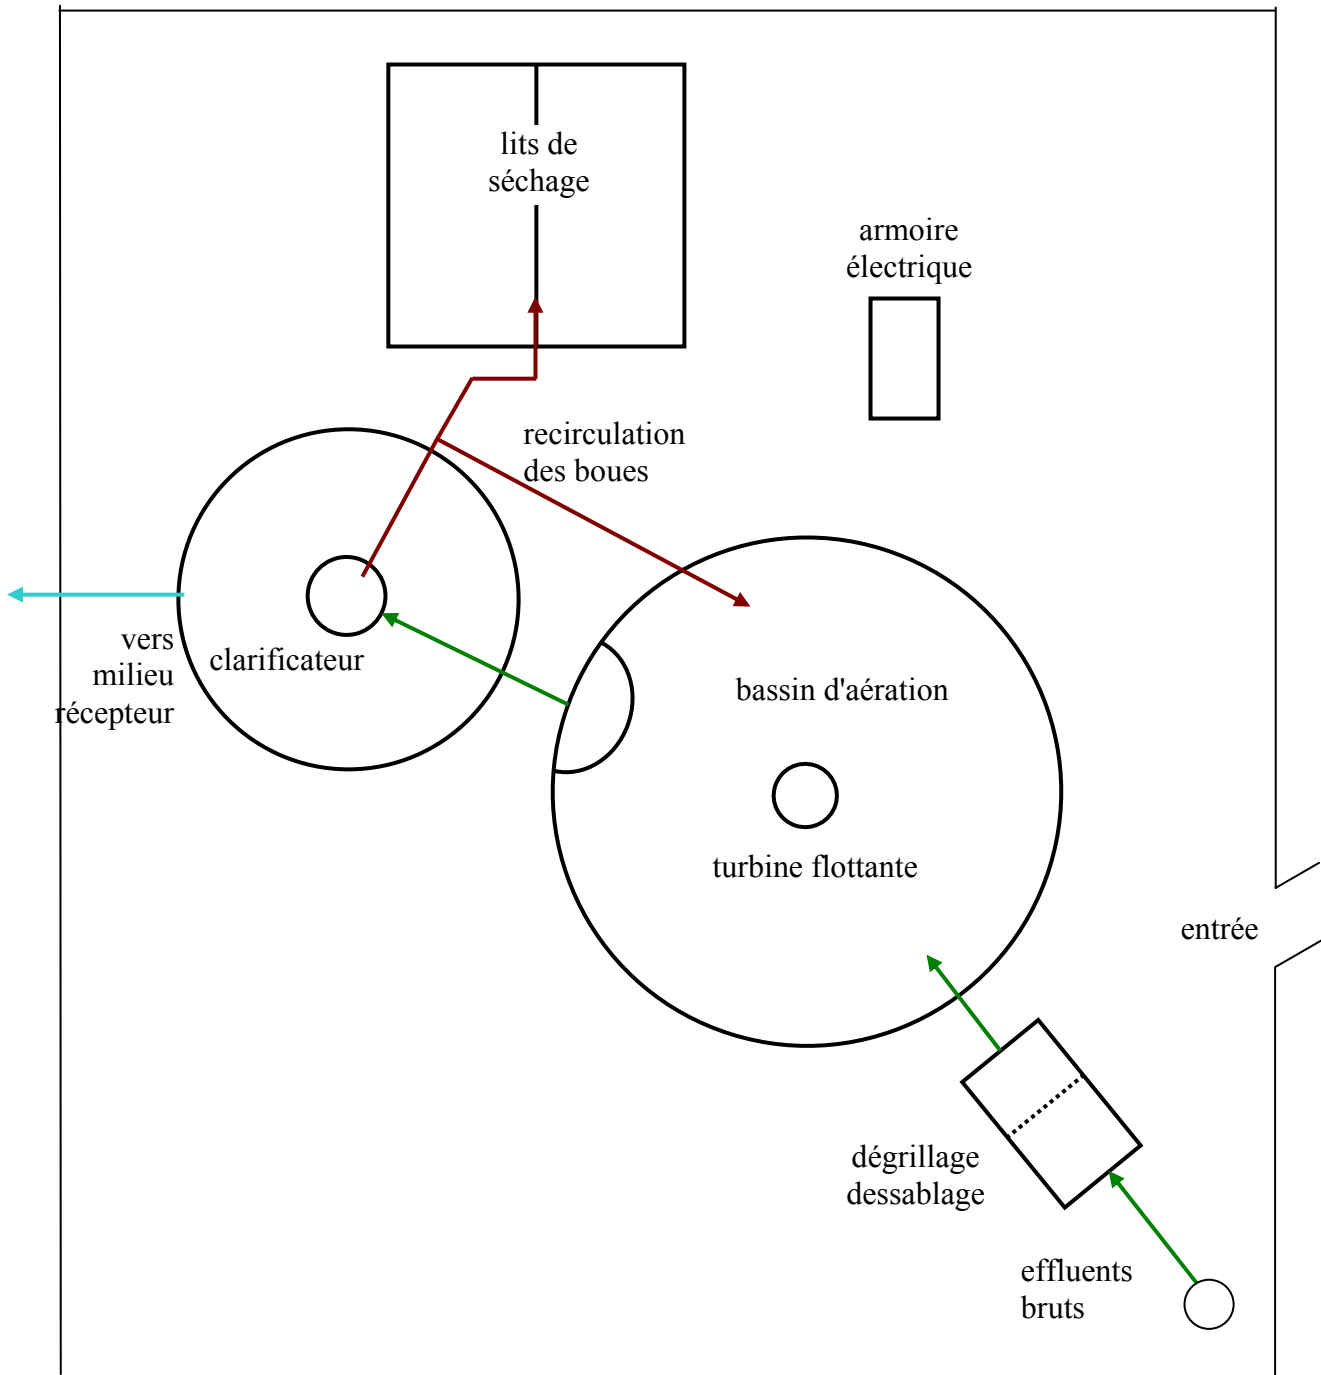 lits de
séchage
armoire
électrique
recirculation
des boues
vers
milieu
récepteur
clarificateur
bassin d'aération
turbine flottante
entrée
dégrillage
dessablage
effluents
bruts